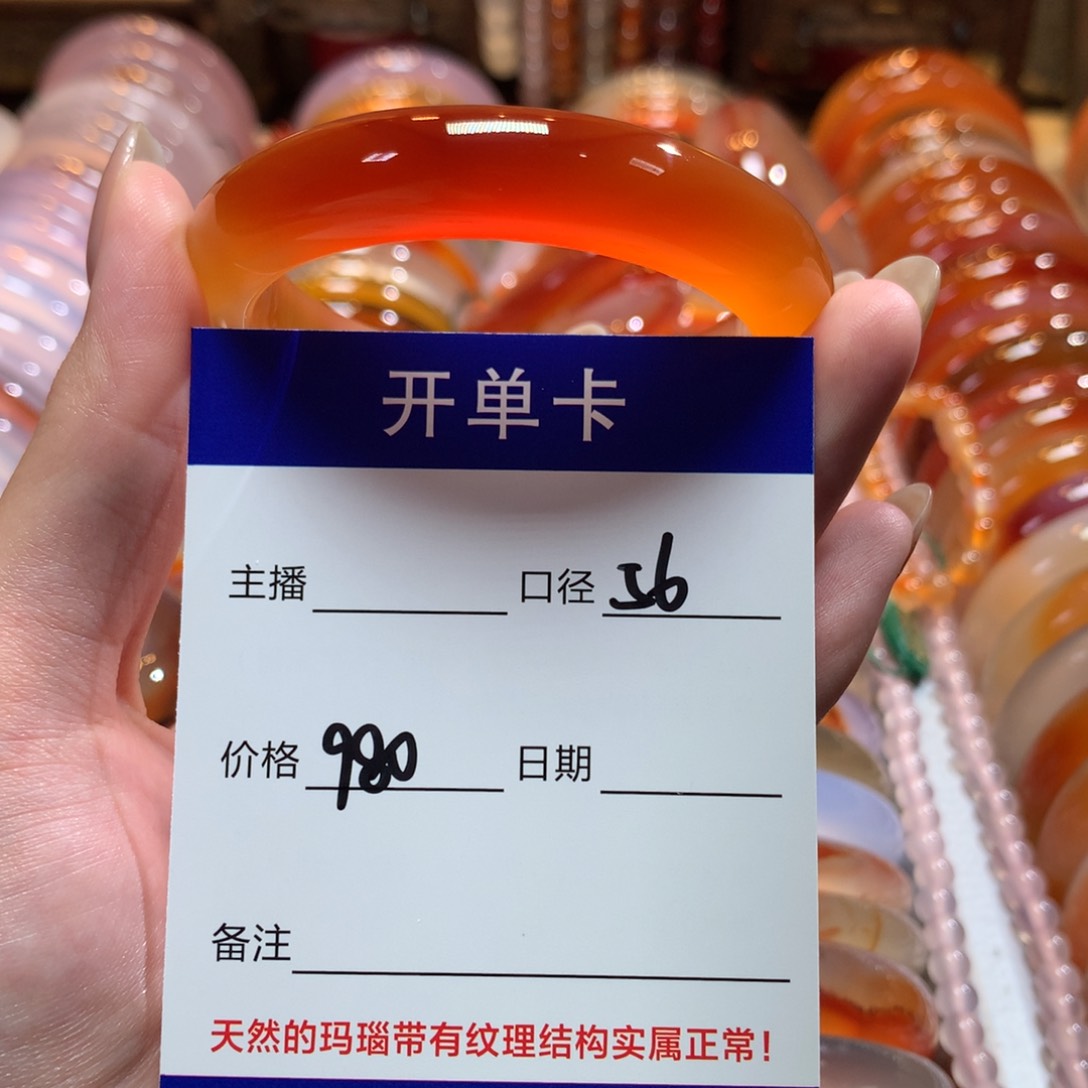 开单卡
主播 口径 56
价格 980 日期
备注
天然的玛瑙带有纹理结构实属正常！